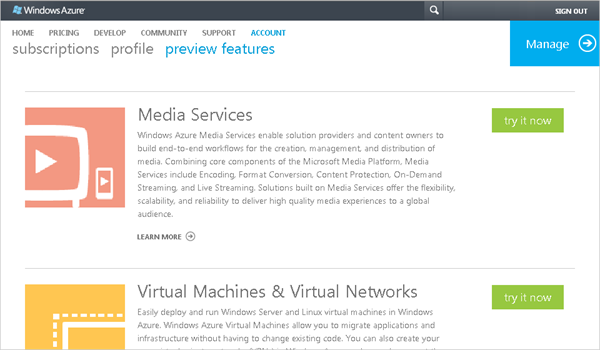 Windows Azure
SIGN OUT
HOME PRICING DEVELOP COMMUNITY SUPPORT ACCOUNT
subscriptions profile preview features
Manage
Media Services
try it now
Windows Azure Media Services enable solution providers and content owners to
build end-to-end workflows for the creation, management, and distribution of
media. Combining core components of the Microsoft Media Platform, Media
Services include Encoding, Format Conversion, Content Protection, On-Demand
Streaming, and Live Streaming. Solutions built on Media Services offer the flexibility,
scalability, and reliability to deliver high quality media experiences to a global
audience.
LEARN MORE
Virtual Machines & Virtual Networks
try it now
Easily deploy and run Windows Server and Linux virtual machines in Windows
Azure. Windows Azure Virtual Machines allow you to migrate applications and
infrastructure without having to change existing code. You can also create your